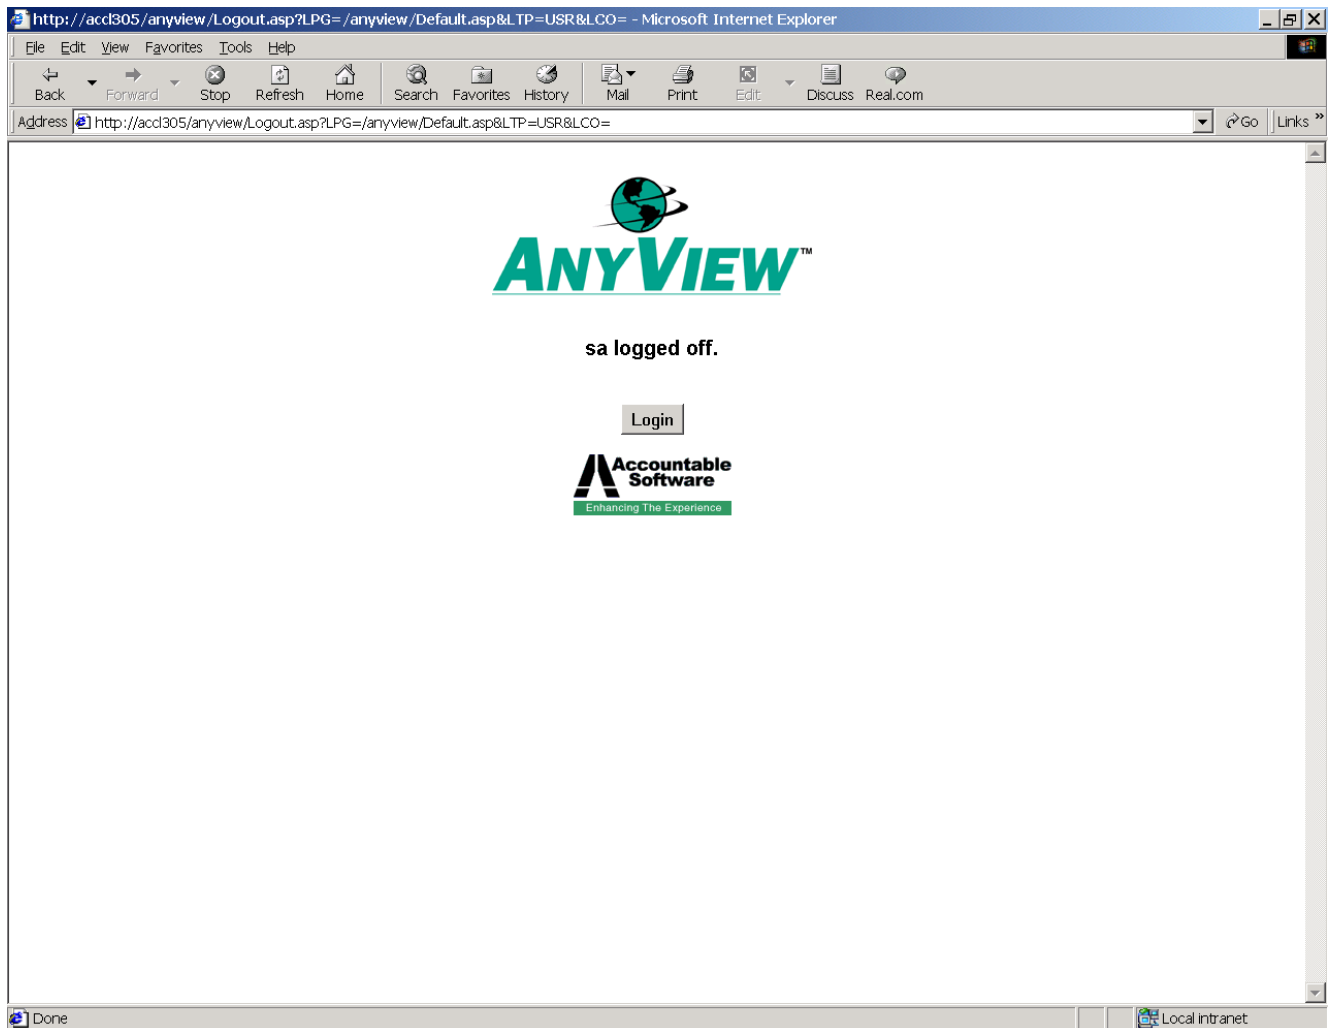 http://accl305/anyview/Logout.asp?LPG=/anyview/Default.asp&LTP=USR&LCO= - Microsoft Internet Explorer
File Edit View Favorites Tools Help
Back Forward Stop Refresh Home Search Favorites History Mail Print Edit Discuss Real.com
Address http://accl305/anyview/Logout.asp?LPG=/anyview/Default.asp&LTP=USR&LCO= Go Links »
ANYVIEW™
sa logged off.
Login
Accountable
Software
Enhancing The Experience
Done Local intranet